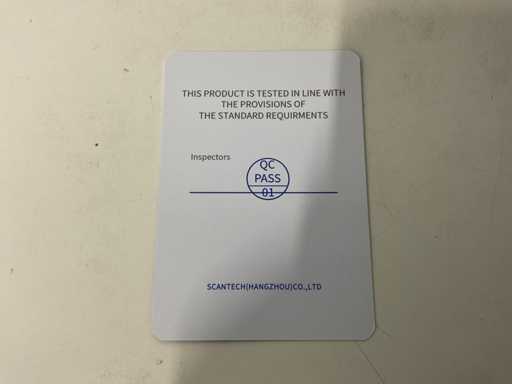 THIS PRODUCT IS TESTED IN LINE WITH
THE PROVISIONS OF
THE STANDARD REQUIRMENTS
Inspectors
QC
PASS
01
SCANTECH(HANGZHOU)CO.,LTD